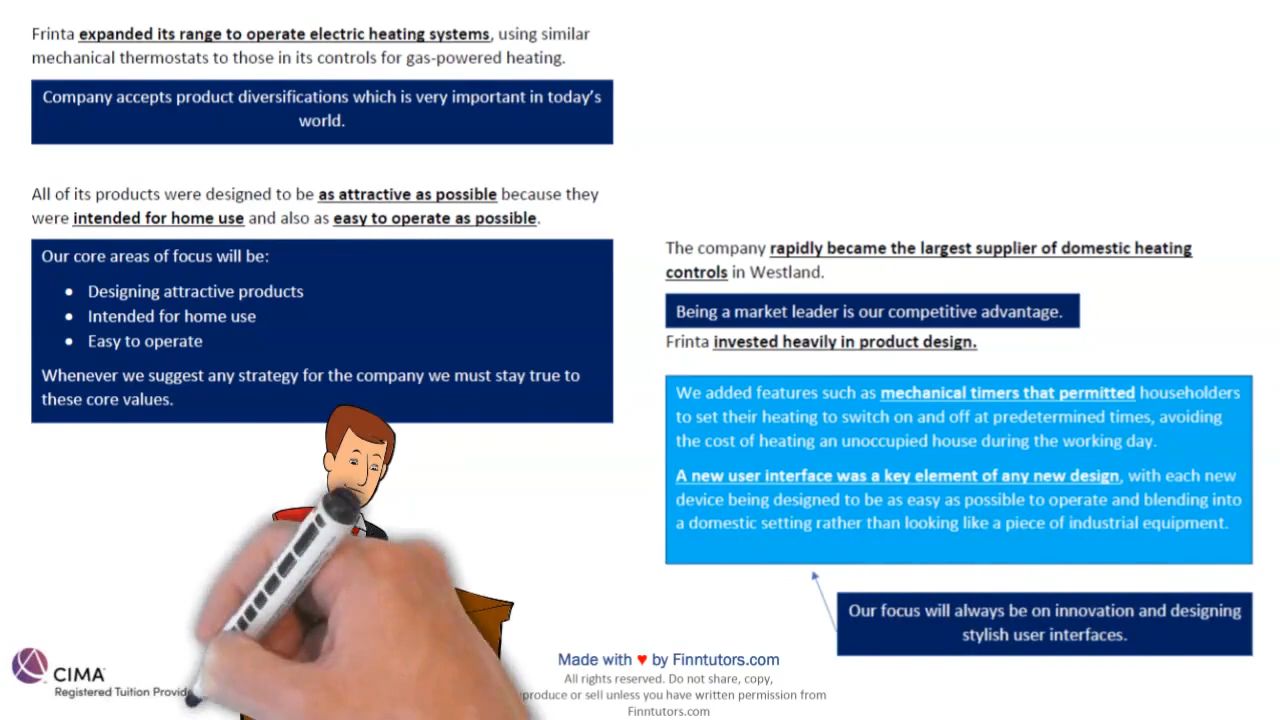 Frinta expanded its range to operate electric heating systems, using similar
mechanical thermostats to those in its controls for gas-powered heating.
Company accepts product diversifications which is very important in today's
world.
All of its products were designed to be as attractive as possible because they
were intended for home use and also as easy to operate as possible.
Our core areas of focus will be:
• Designing attractive products
• Intended for home use
• Easy to operate
Whenever we suggest any strategy for the company we must stay true to
these core values.
The company rapidly became the largest supplier of domestic heating
controls in Westland.
Being a market leader is our competitive advantage.
Frinta invested heavily in product design.
We added features such as mechanical timers that permitted householders
to set their heating to switch on and off at predetermined times, avoiding
the cost of heating an unoccupied house during the working day.
A new user interface was a key element of any new design, with each new
device being designed to be as easy as possible to operate and blending into
a domestic setting rather than looking like a piece of industrial equipment.
Our focus will always be on innovation and designing
stylish user interfaces.
CIMA
Registered Tuition
Made with ♥ by Finntutors.com
All rights reserved. Do not share, copy,
or sell unless you have written permission from
Finntutors.com